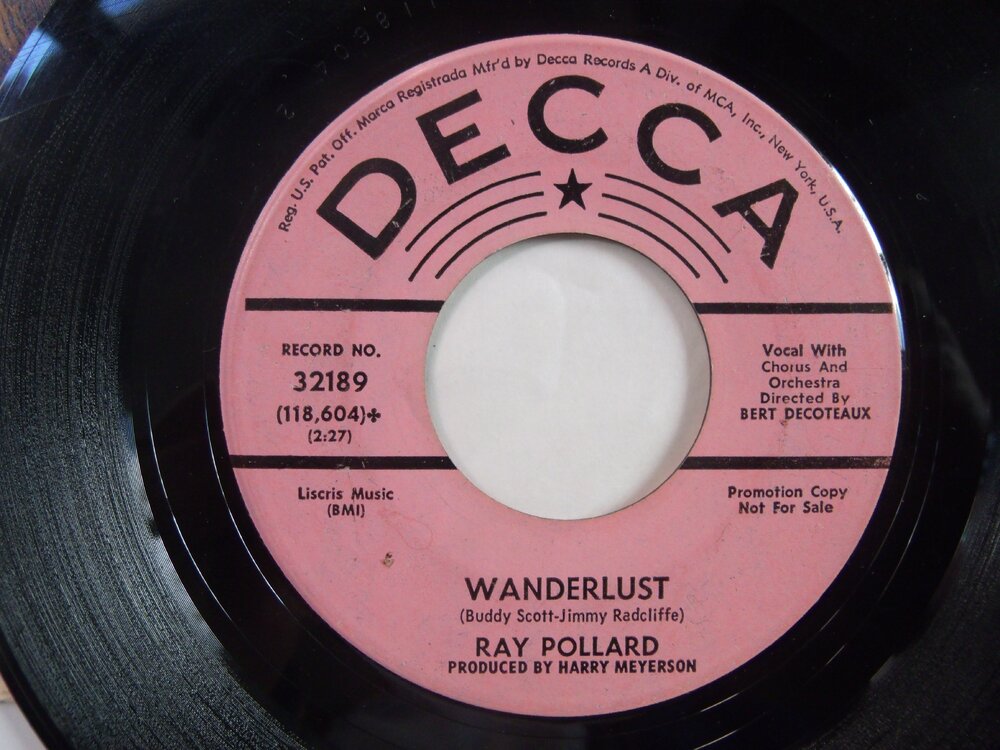 Reg. U.S. Pat. Off. Marca Registrada Mfr'd by Decca Records A Div. of MCA, Inc., New York, U.S.A.
DECCA
RECORD NO.
32189
(118,604)✤
(2:27)
Vocal With
Chorus And
Orchestra
Directed By
BERT DECOTEAUX
Liscris Music
(BMI)
Promotion Copy
Not For Sale
WANDERLUST
(Buddy Scott-Jimmy Radcliffe)
RAY POLLARD
PRODUCED BY HARRY MEYERSON